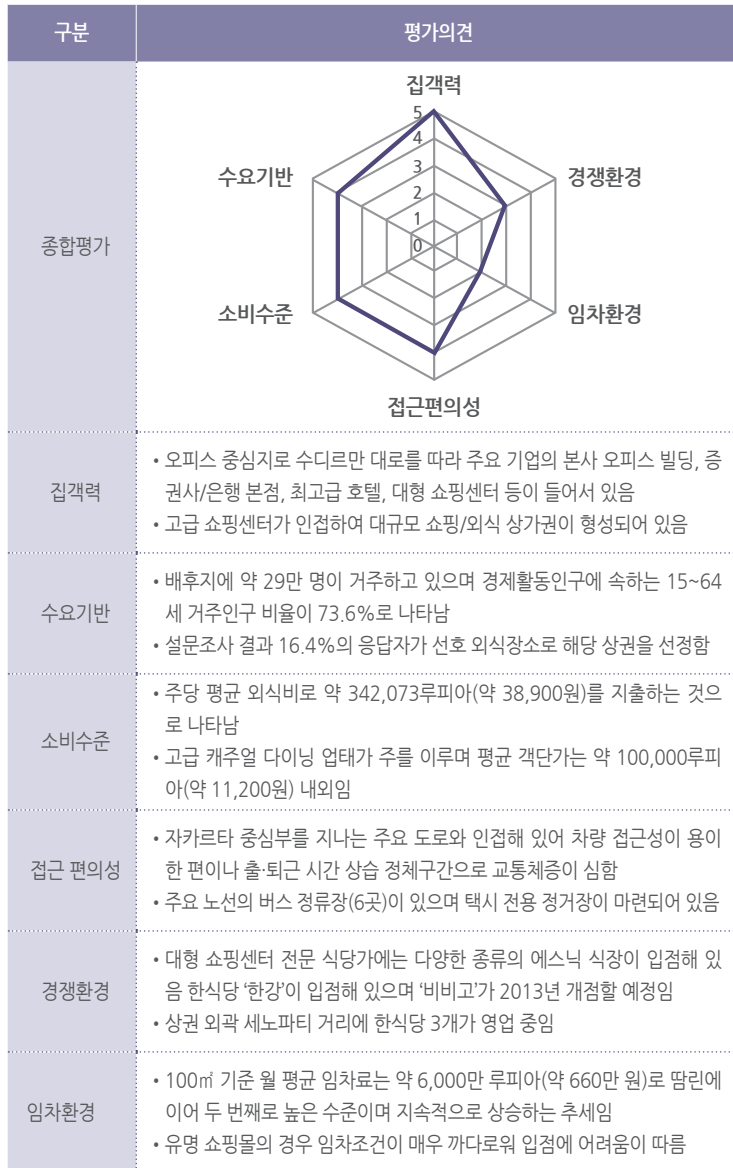 구분
평가의견
종합평가
집객력
경쟁환경
임차환경
접근편의성
소비수준
수요기반
5
4
3
2
1
0
집객력
• 오피스 중심지로 수디르만 대로를 따라 주요 기업의 본사 오피스 빌딩, 증
권사/은행 본점, 최고급 호텔, 대형 쇼핑센터 등이 들어서 있음
• 고급 쇼핑센터가 인접하여 대규모 쇼핑/외식 상가권이 형성되어 있음
수요기반
• 배후지에 약 29만 명이 거주하고 있으며 경제활동인구에 속하는 15~64
세 거주인구 비율이 73.6%로 나타남
• 설문조사 결과 16.4%의 응답자가 선호 외식장소로 해당 상권을 선정함
소비수준
• 주당 평균 외식비로 약 342,073루피아(약 38,900원)를 지출하는 것으
로 나타남
• 고급 캐주얼 다이닝 업태가 주를 이루며 평균 객단가는 약 100,000루피
아(약 11,200원) 내외임
접근 편의성
• 자카르타 중심부를 지나는 주요 도로와 인접해 있어 차량 접근성이 용이
한 편이나 출·퇴근 시간 상습 정체구간으로 교통체증이 심함
• 주요 노선의 버스 정류장(6곳)이 있으며 택시 전용 정거장이 마련되어 있음
경쟁환경
• 대형 쇼핑센터 전문 식당가에는 다양한 종류의 에스닉 식장이 입점해 있
음 한식당 ‘한강’이 입점해 있으며 ‘비비고’가 2013년 개점할 예정임
• 상권 외곽 세노파티 거리에 한식당 3개가 영업 중임
임차환경
• 100㎡ 기준 월 평균 임차료는 약 6,000만 루피아(약 660만 원)로 땀린에
이어 두 번째로 높은 수준이며 지속적으로 상승하는 추세임
• 유명 쇼핑몰의 경우 임차조건이 매우 까다로워 입점에 어려움이 따름